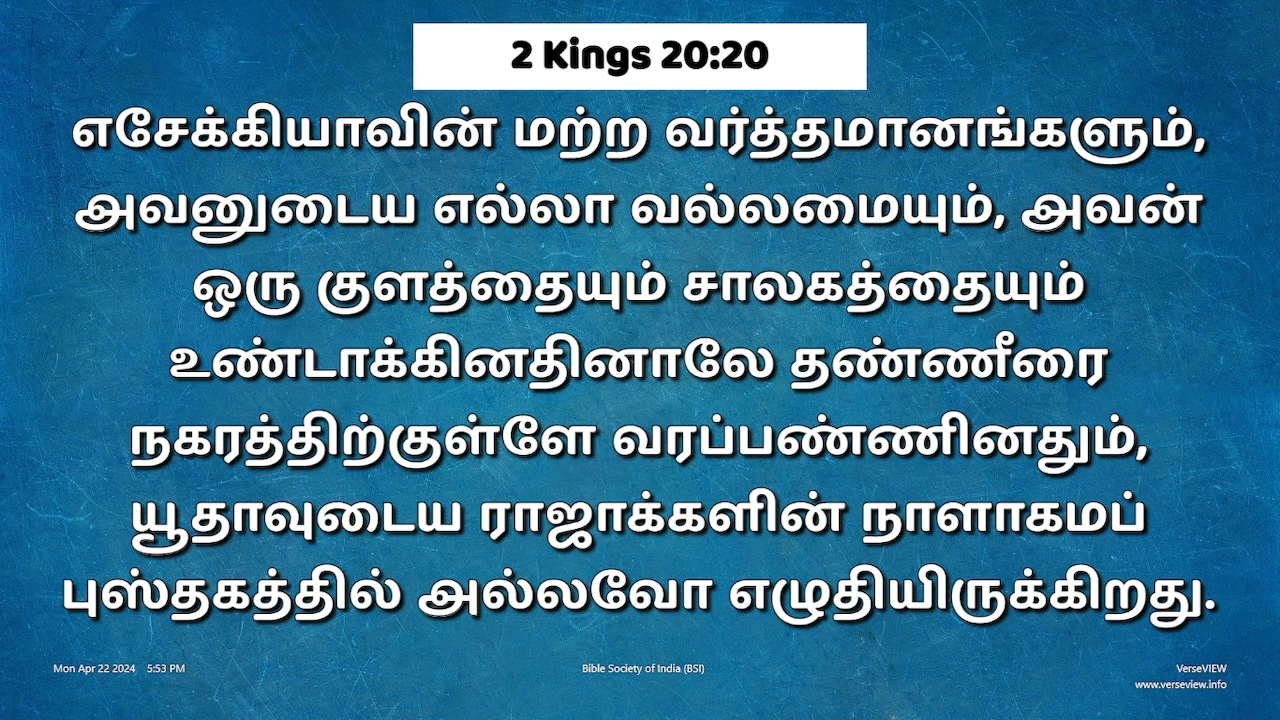 2 Kings 20:20
எசேக்கியாவின் மற்ற வர்த்தமானங்களும்,
அவனுடைய எல்லா வல்லமையும், அவன்
ஒரு குளத்தையும் சாலகத்தையும்
உண்டாக்கினதினாலே தண்ணீரை
நகரத்திற்குள்ளே வரப்பண்ணினதும்,
யூதாவுடைய ராஜாக்களின் நாளாகமப்
புஸ்தகத்தில் அல்லவோ எழுதியிருக்கிறது.
Mon Apr 22 2024 5:53 PM
Bible Society of India (BSI)
VerseVIEW
www.verseview.info